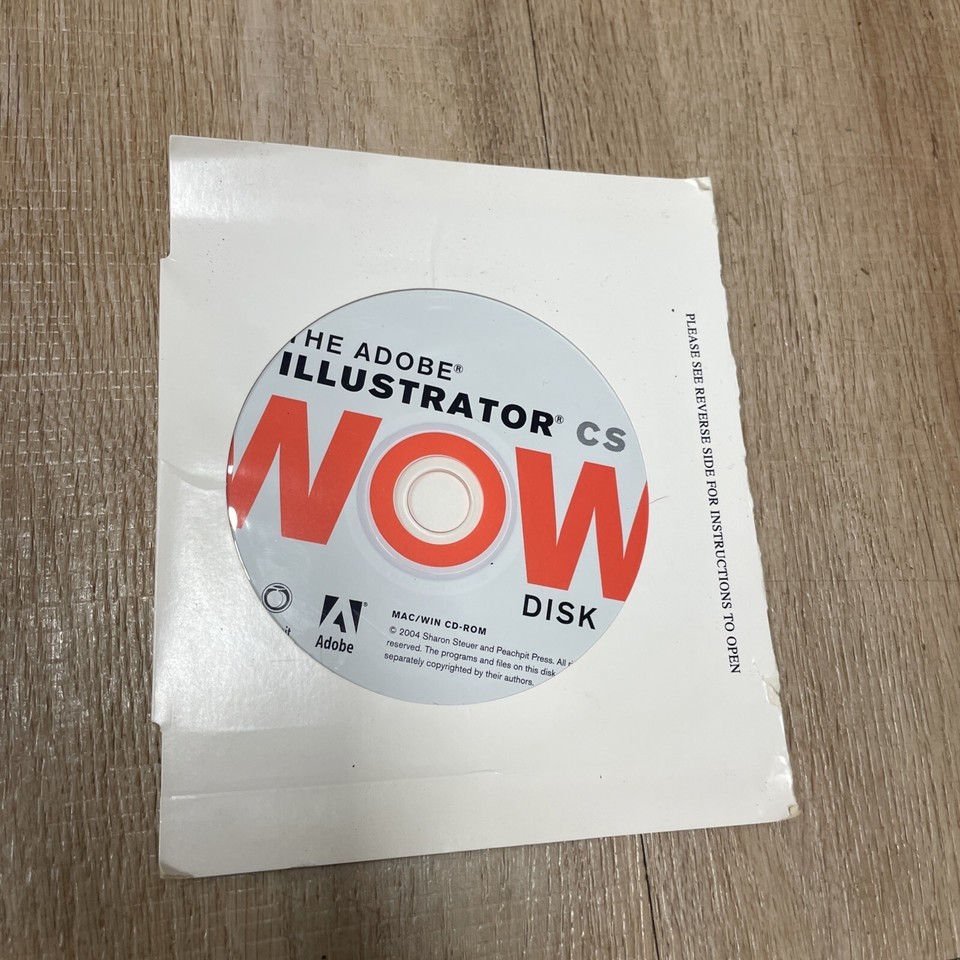 THE ADOBE®
ILLUSTRATOR® CS
WOW
DISK
Adobe
MAC/WIN CD-ROM
© 2004 Sharon Steuer and Peachpit Press. All
reserved. The programs and files on this disk
separately copyrighted by their authors.
PLEASE SEE REVERSE SIDE FOR INSTRUCTIONS TO OPEN